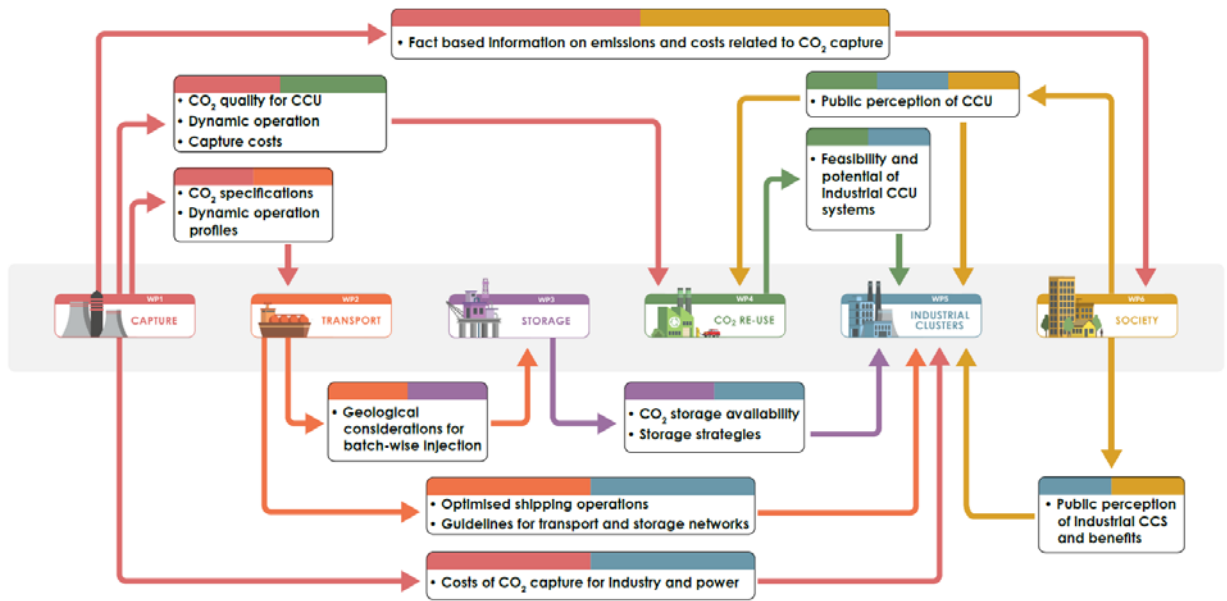 • Fact based information on emissions and costs related to CO₂ capture
• CO₂ quality for CCU
• Dynamic operation
• Capture costs
• Public perception of CCU
• Feasibility and
potential of
industrial CCU
systems
• CO₂ specifications
• Dynamic operation
profiles
WP1
CAPTURE
WP2
TRANSPORT
WP3
STORAGE
WP4
CO₂ RE-USE
WP5
INDUSTRIAL
CLUSTERS
WP6
SOCIETY
• Geological
considerations for
batch-wise injection
• CO₂ storage availability
• Storage strategies
• Optimised shipping operations
• Guidelines for transport and storage networks
• Public perception
of industrial CCS
and benefits
• Costs of CO₂ capture for industry and power